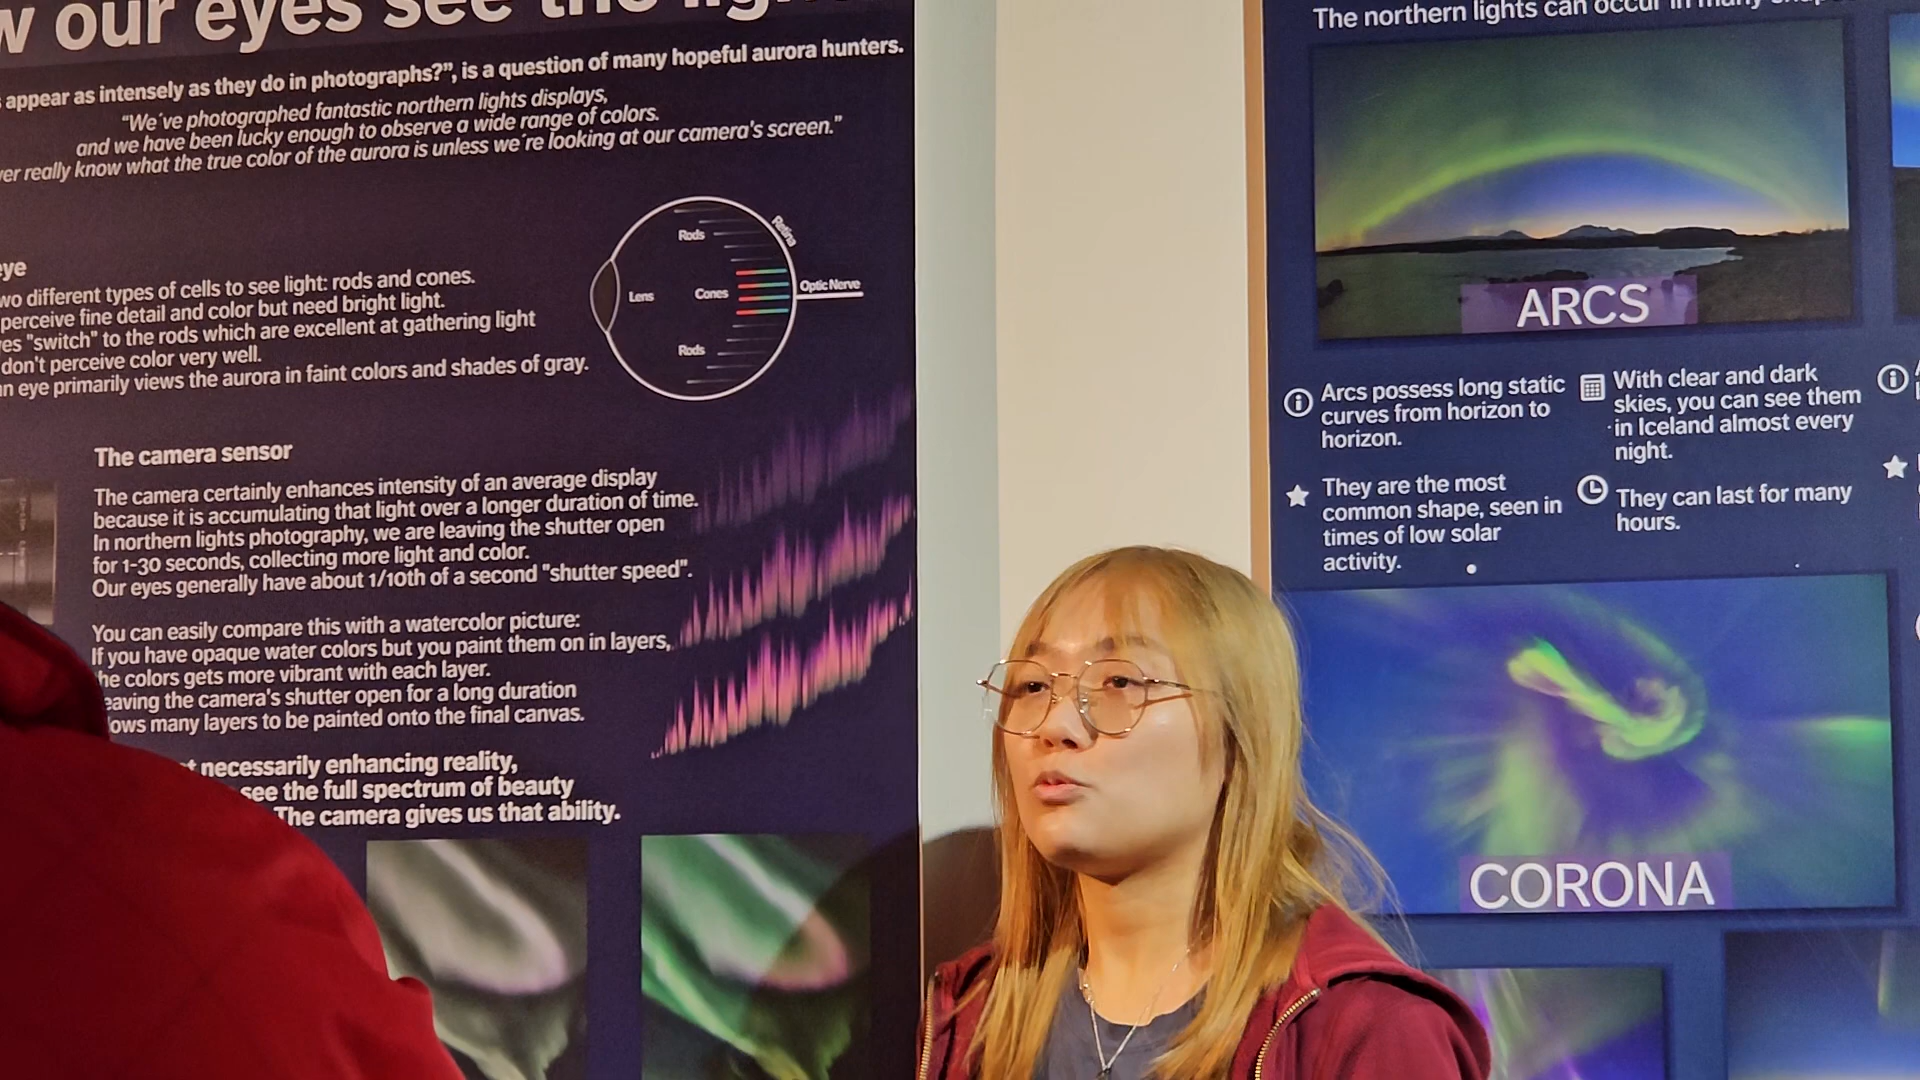 w our eyes see the light
appear as intensely as they do in photographs?”, is a question of many hopeful aurora hunters.
“We´ve photographed fantastic northern lights displays,
and we have been lucky enough to observe a wide range of colors.
er really know what the true color of the aurora is unless we´re looking at our camera's screen.”
eye
wo different types of cells to see light: rods and cones.
perceive fine detail and color but need bright light.
es "switch" to the rods which are excellent at gathering light
don't perceive color very well.
n eye primarily views the aurora in faint colors and shades of gray.
Rods
Retina
Lens
Cones
Optic Nerve
Rods
The camera sensor
The camera certainly enhances intensity of an average display
because it is accumulating that light over a longer duration of time.
In northern lights photography, we are leaving the shutter open
for 1-30 seconds, collecting more light and color.
Our eyes generally have about 1/10th of a second "shutter speed".
You can easily compare this with a watercolor picture:
If you have opaque water colors but you paint them on in layers,
he colors gets more vibrant with each layer.
eaving the camera's shutter open for a long duration
lows many layers to be painted onto the final canvas.
t necessarily enhancing reality,
see the full spectrum of beauty
The camera gives us that ability.
The northern lights can occur in many
ARCS
Arcs possess long static
curves from horizon to
horizon.
With clear and dark
skies, you can see them
in Iceland almost every
night.
They are the most
common shape, seen in
times of low solar
activity.
They can last for many
hours.
CORONA